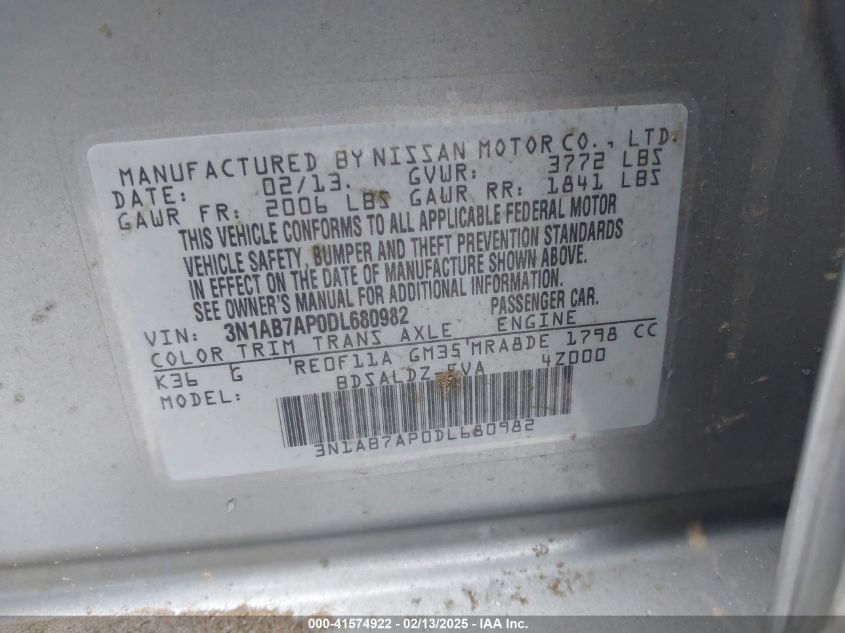 MANUFACTURED BY NISSAN MOTOR CO., LTD.
DATE: 02/13. GVWR: 3772 LBS
GAWR FR: 2006 LBS GAWR RR: 1841 LBS
THIS VEHICLE CONFORMS TO ALL APPLICABLE FEDERAL MOTOR
VEHICLE SAFETY, BUMPER AND THEFT PREVENTION STANDARDS
IN EFFECT ON THE DATE OF MANUFACTURE SHOWN ABOVE.
SEE OWNER'S MANUAL FOR ADDITIONAL INFORMATION.
VIN: 3N1AB7AP0DL680982 PASSENGER CAR.
COLOR TRIM TRANS AXLE ENGINE
K36 G RE0F11A GM35 MRA8DE 1798 CC
MODEL: BDSALDZ-EVA 4Z000
3N1AB7AP0DL680982
000-41574922 - 02/13/2025 - IAA Inc.